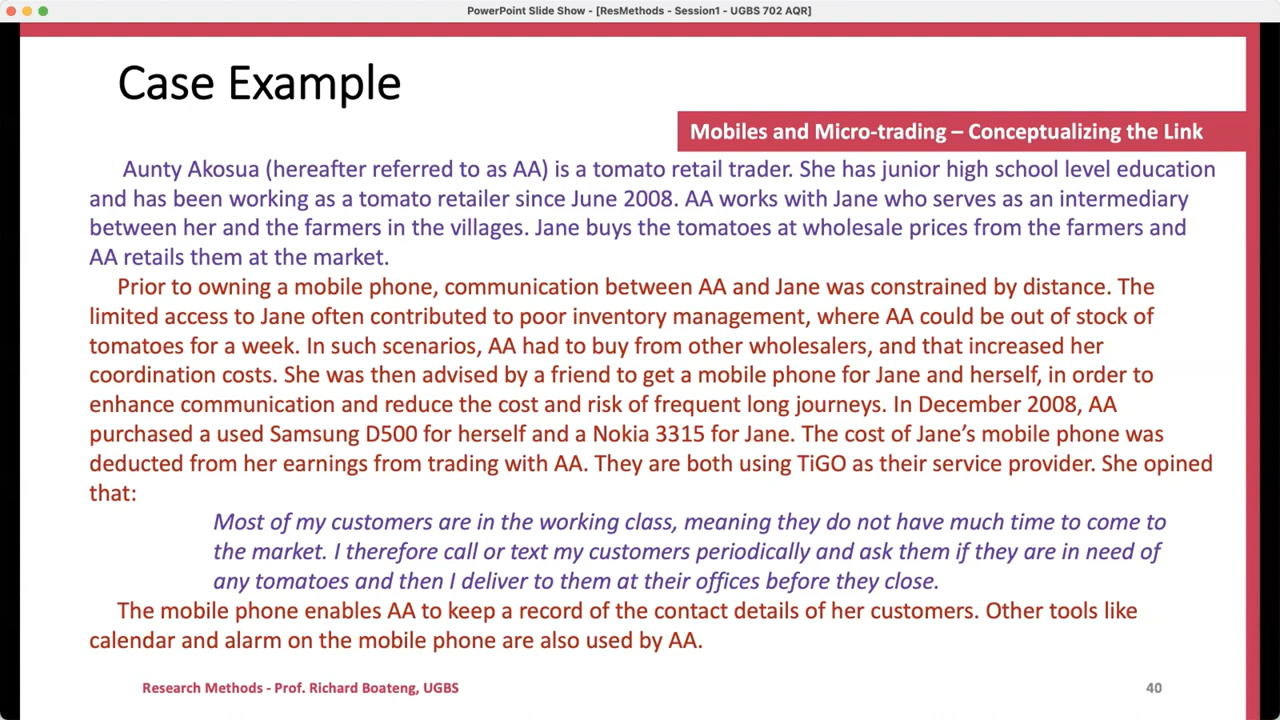 PowerPoint Slide Show - [ResMethods - Session1 - UGBS 702 AQR]
Case Example
Mobiles and Micro-trading – Conceptualizing the Link
Aunty Akosua (hereafter referred to as AA) is a tomato retail trader. She has junior high school level education
and has been working as a tomato retailer since June 2008. AA works with Jane who serves as an intermediary
between her and the farmers in the villages. Jane buys the tomatoes at wholesale prices from the farmers and
AA retails them at the market.
Prior to owning a mobile phone, communication between AA and Jane was constrained by distance. The
limited access to Jane often contributed to poor inventory management, where AA could be out of stock of
tomatoes for a week. In such scenarios, AA had to buy from other wholesalers, and that increased her
coordination costs. She was then advised by a friend to get a mobile phone for Jane and herself, in order to
enhance communication and reduce the cost and risk of frequent long journeys. In December 2008, AA
purchased a used Samsung D500 for herself and a Nokia 3315 for Jane. The cost of Jane’s mobile phone was
deducted from her earnings from trading with AA. They are both using TiGO as their service provider. She opined
that:
Most of my customers are in the working class, meaning they do not have much time to come to
the market. I therefore call or text my customers periodically and ask them if they are in need of
any tomatoes and then I deliver to them at their offices before they close.
The mobile phone enables AA to keep a record of the contact details of her customers. Other tools like
calendar and alarm on the mobile phone are also used by AA.
Research Methods - Prof. Richard Boateng, UGBS
40